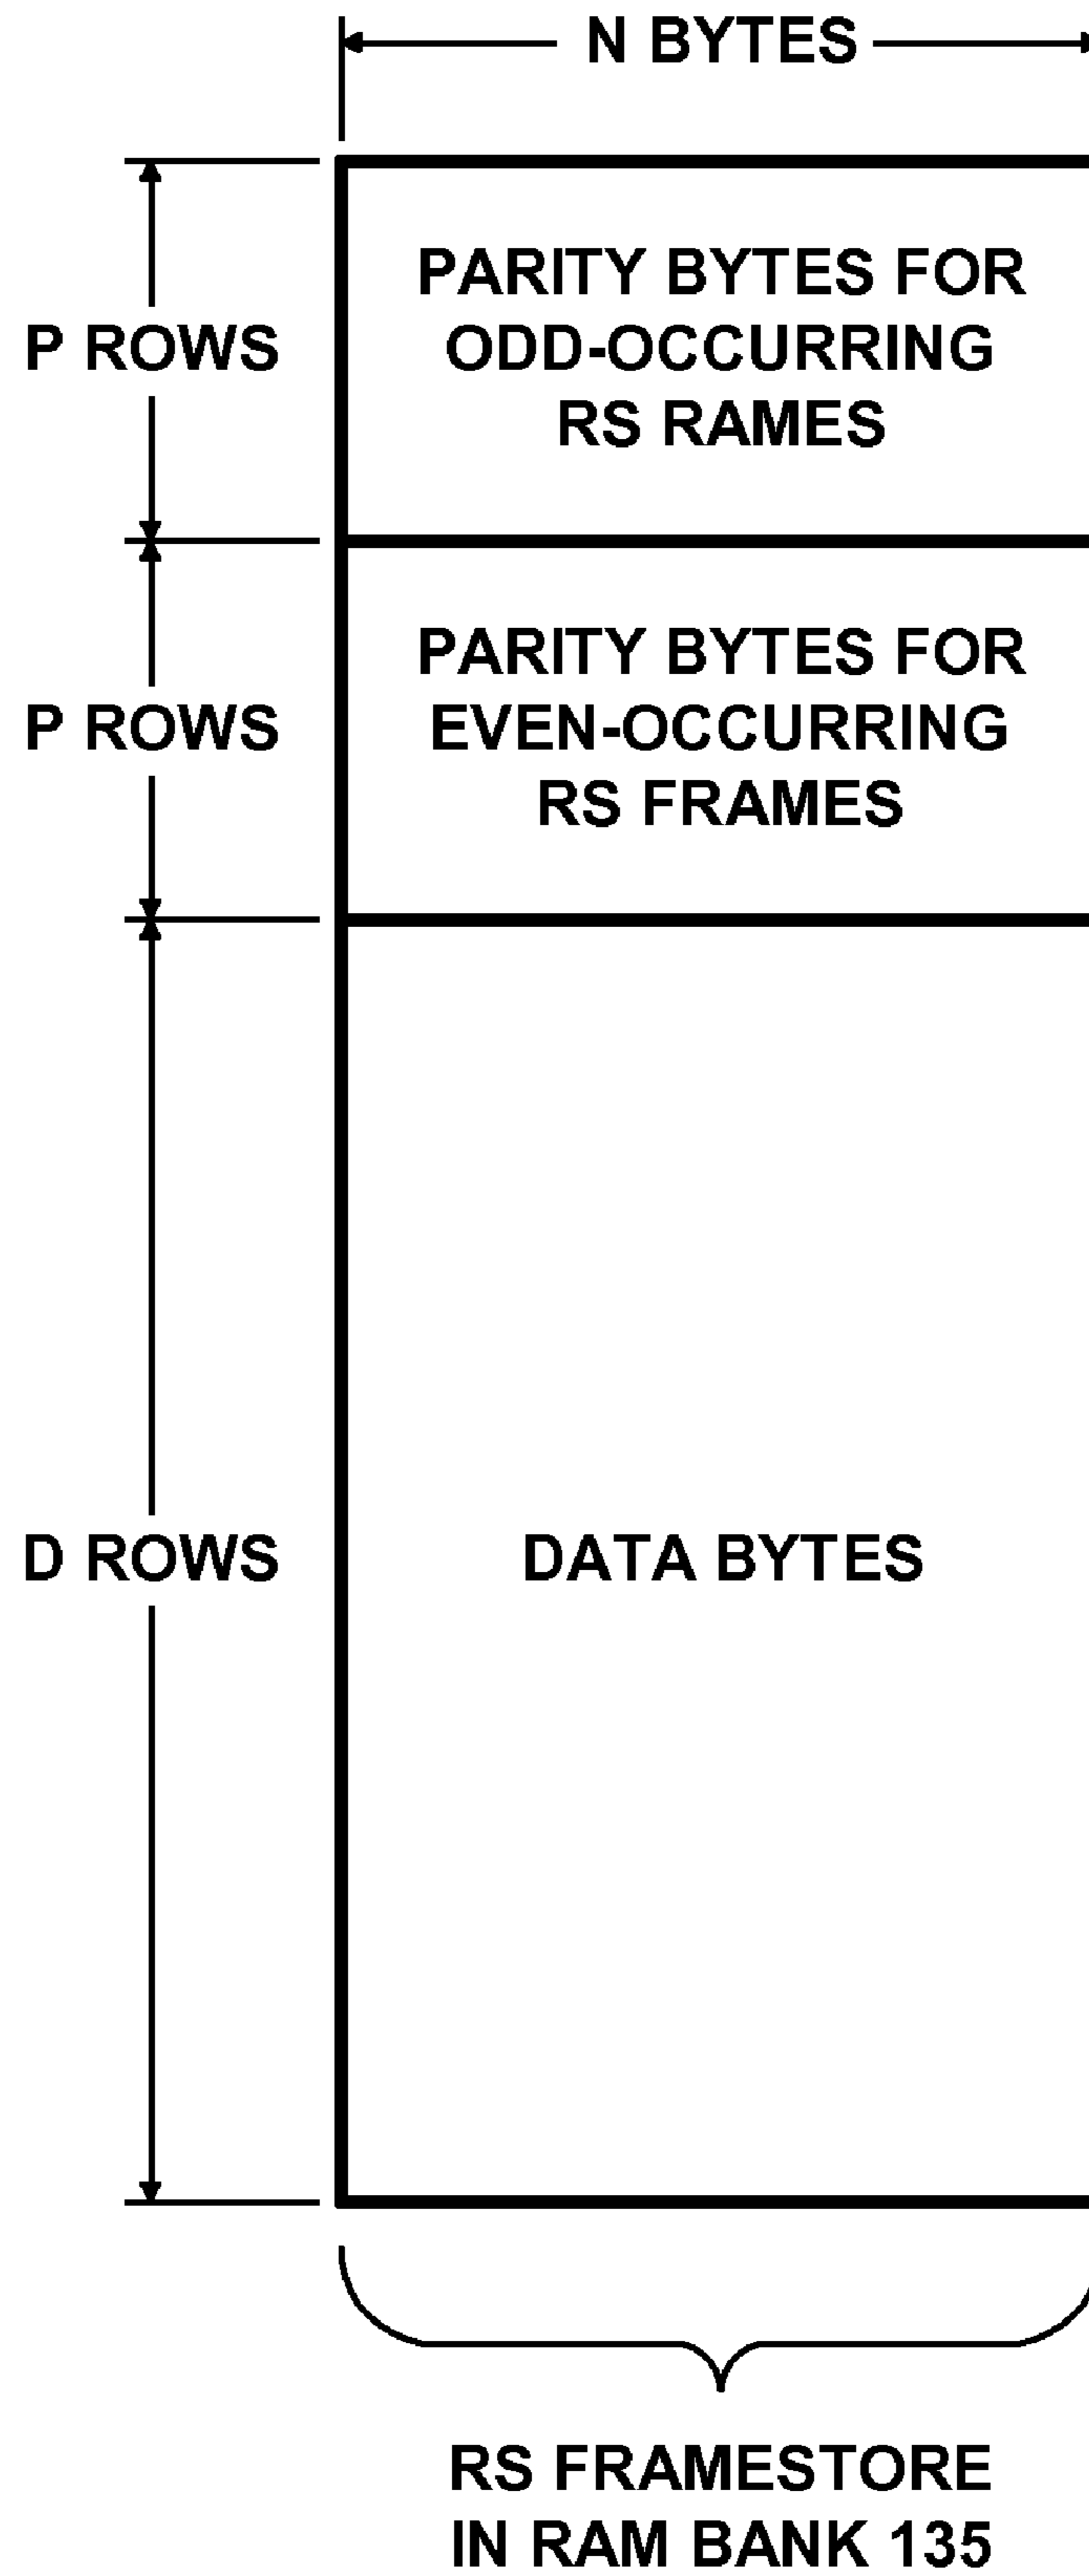 N BYTES
P ROWS
PARITY BYTES FOR
ODD-OCCURRING
RS RAMES
P ROWS
PARITY BYTES FOR
EVEN-OCCURRING
RS FRAMES
D ROWS
DATA BYTES
RS FRAMESTORE
IN RAM BANK 135